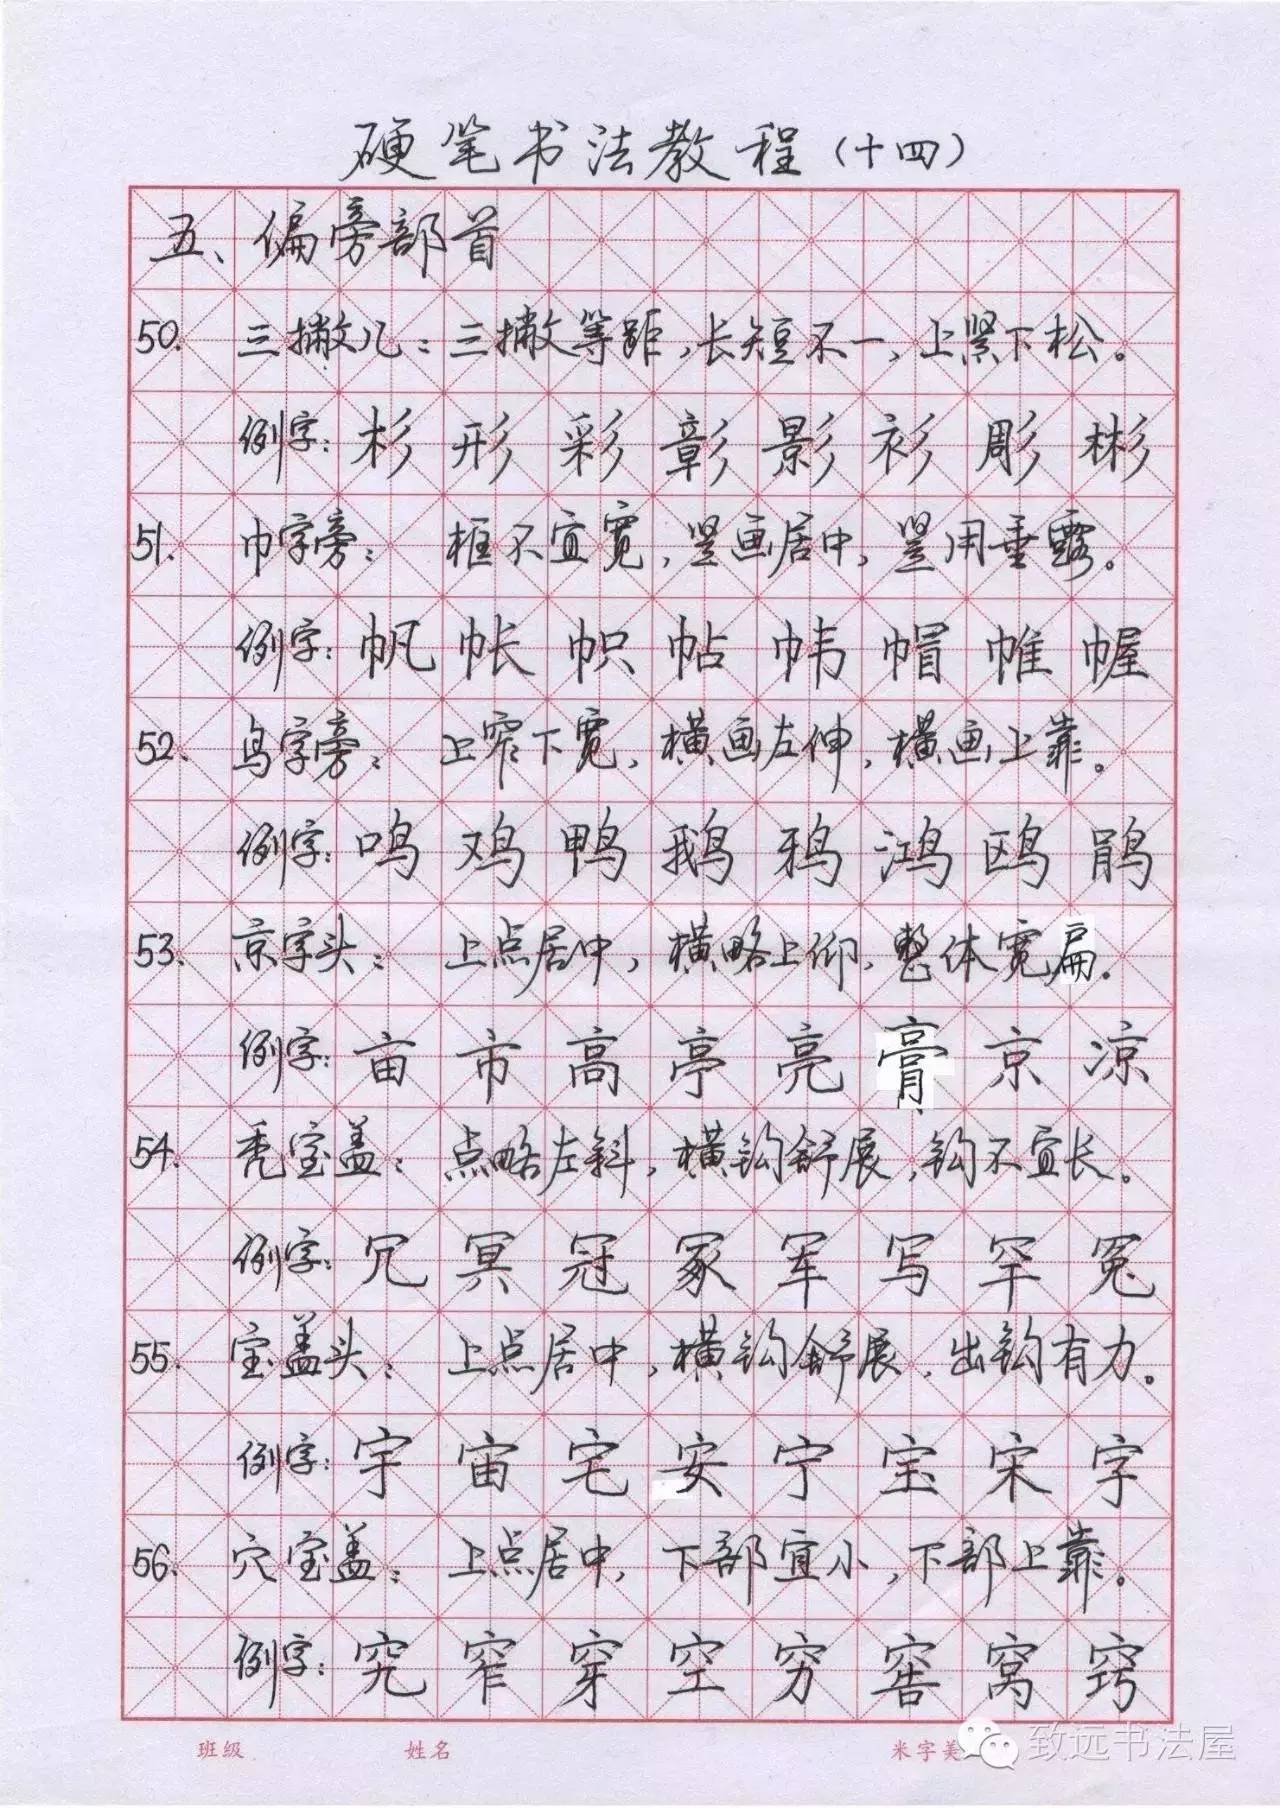 硬笔书法教程(十四)
五、偏旁部首
50. 三撇儿:三撇等距,长短不一,上紧下松。
例字:杉 形 彩 彰 影 衫 彫 彬
51. 巾字旁: 框不宜宽,竖画居中,竖用垂露。
例字:帆 帐 帜 帖 帏 帽 帷 幄
52. 鸟字旁: 上窄下宽,横画左伸,横画上靠。
例字:鸣 鸡 鸭 鹅 鸦 鸿 鸥 鹃
53. 京字头: 上点居中,横略上仰,整体宽扁.
例字:亩 市 高 亭 亮 膏 京 凉
54. 秃宝盖: 点略左斜,横钩舒展,钩不宜长。
例字:冗 冥 冠 冢 军 写 罕 冤
55. 宝盖头: 上点居中,横钩舒展,出钩有力。
例字:宇 宙 宅 安 宁 宝 宋 字
56. 穴宝盖: 上点居中,下部宜小,下部上靠。
例字:究 窄 穿 空 穷 窖 窝 窍
班级 姓名 米字美
致远书法屋